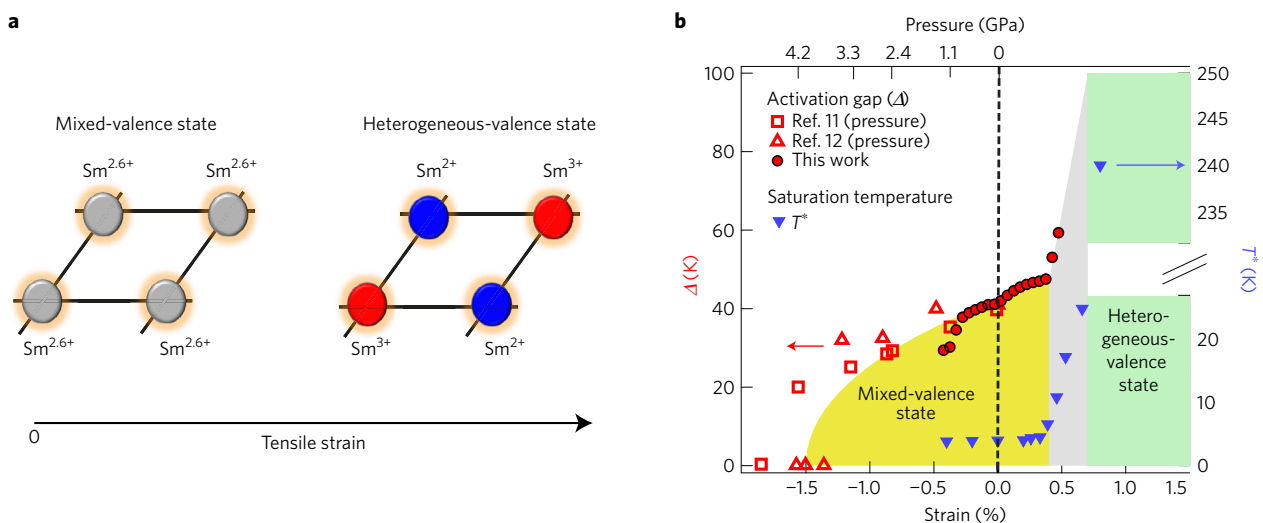 a
Mixed-valence state
Heterogeneous-valence state
Sm2.6+
Sm2.6+
Sm2+
Sm3+
Sm2.6+
Sm2.6+
Sm3+
Sm2+
0
Tensile strain
b
Pressure (GPa)
4.2 3.3 2.4 1.1 0
100
80
60
40
20
0
Δ (K)
Activation gap (Δ)
Ref. 11 (pressure)
Ref. 12 (pressure)
This work
Saturation temperature
T*
Mixed-valence
state
Hetero-
geneous-
valence
state
250
245
240
235
20
10
0
T* (K)
−1.5 −1.0 −0.5 0.0 0.5 1.0 1.5
Strain (%)